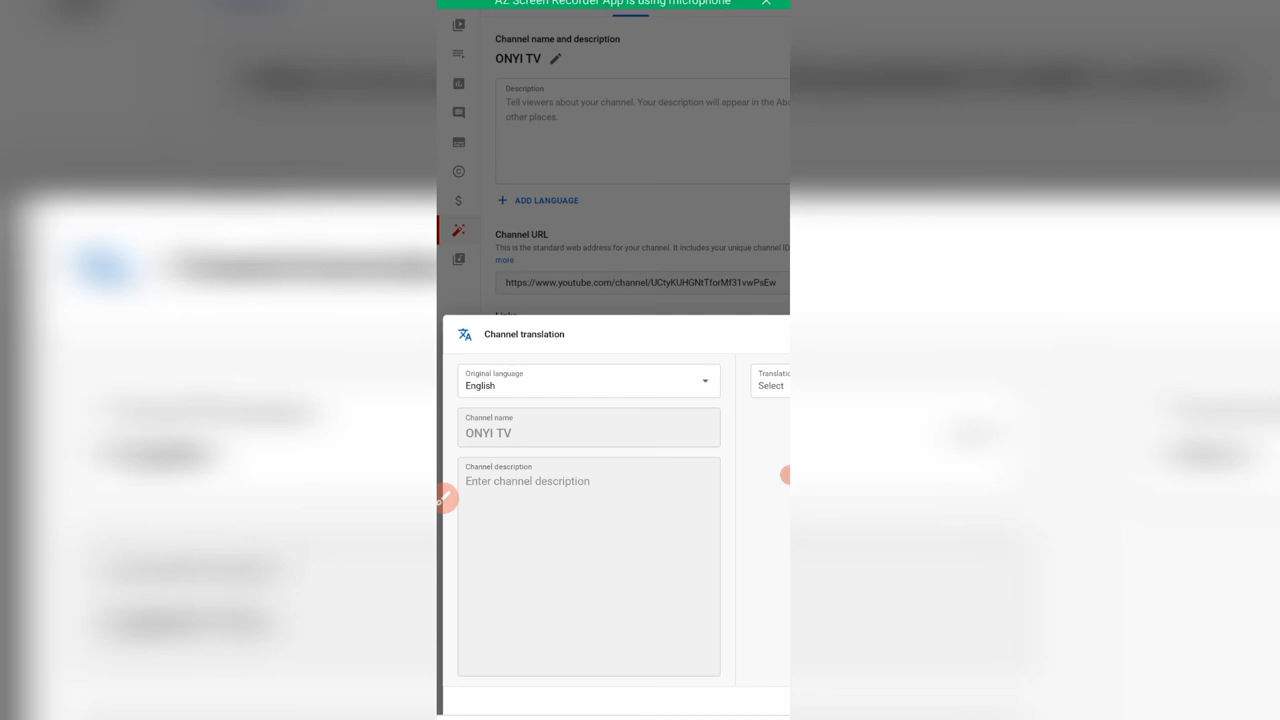 AZ Screen Recorder App is using microphone
Channel name and description
ONYI TV
Description
Tell viewers about your channel. Your description will appear in the Abo
other places.
ADD LANGUAGE
Channel URL
This is the standard web address for your channel. It includes your unique channel ID
more
https://www.youtube.com/channel/UCtyKUHGNtTforMf31vwPsEw
Links
Channel translation
Original language
English
Translatio
Select
Channel name
ONYI TV
Channel description
Enter channel description